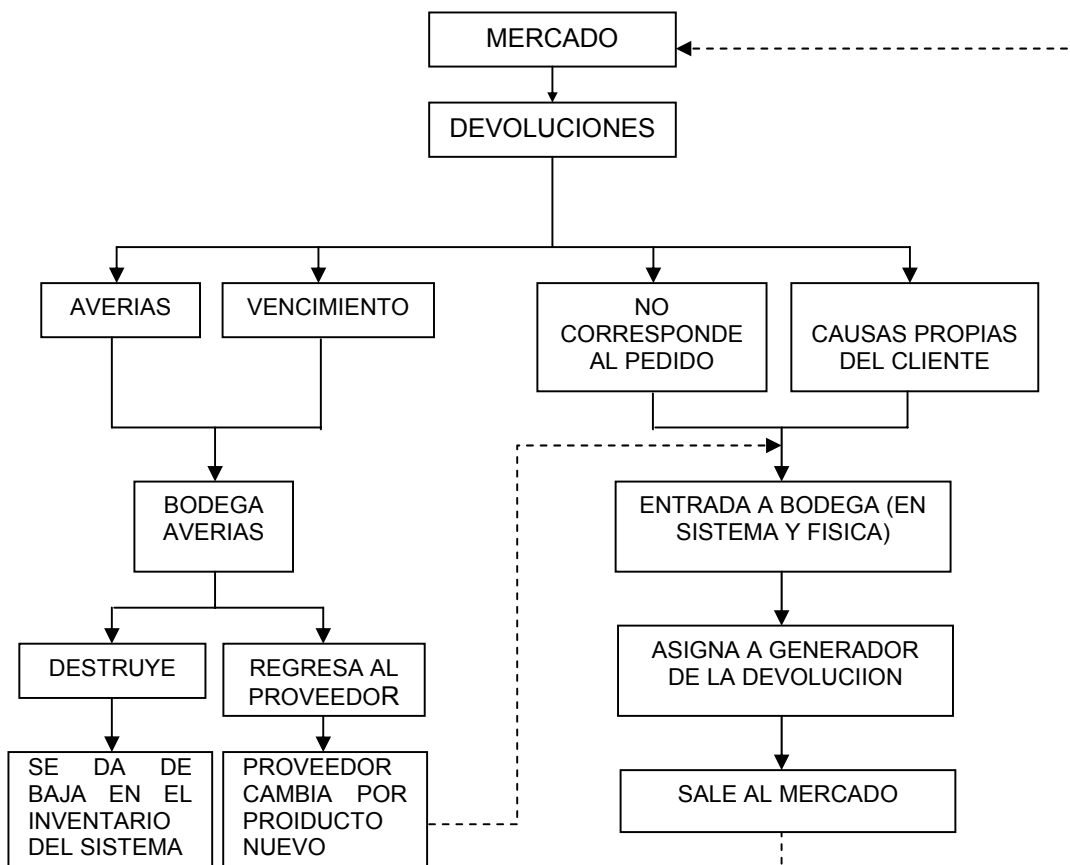 MERCADO
DEVOLUCIONES
AVERIAS
VENCIMIENTO
NO
CORRESPONDE
AL PEDIDO
CAUSAS PROPIAS
DEL CLIENTE
BODEGA
AVERIAS
ENTRADA A BODEGA (EN
SISTEMA Y FISICA)
DESTRUYE
REGRESA AL
PROVEEDOR
ASIGNA A GENERADOR
DE LA DEVOLUCIION
SE DA DE
BAJA EN EL
INVENTARIO
DEL SISTEMA
PROVEEDOR
CAMBIA POR
PROIDUCTO
NUEVO
SALE AL MERCADO